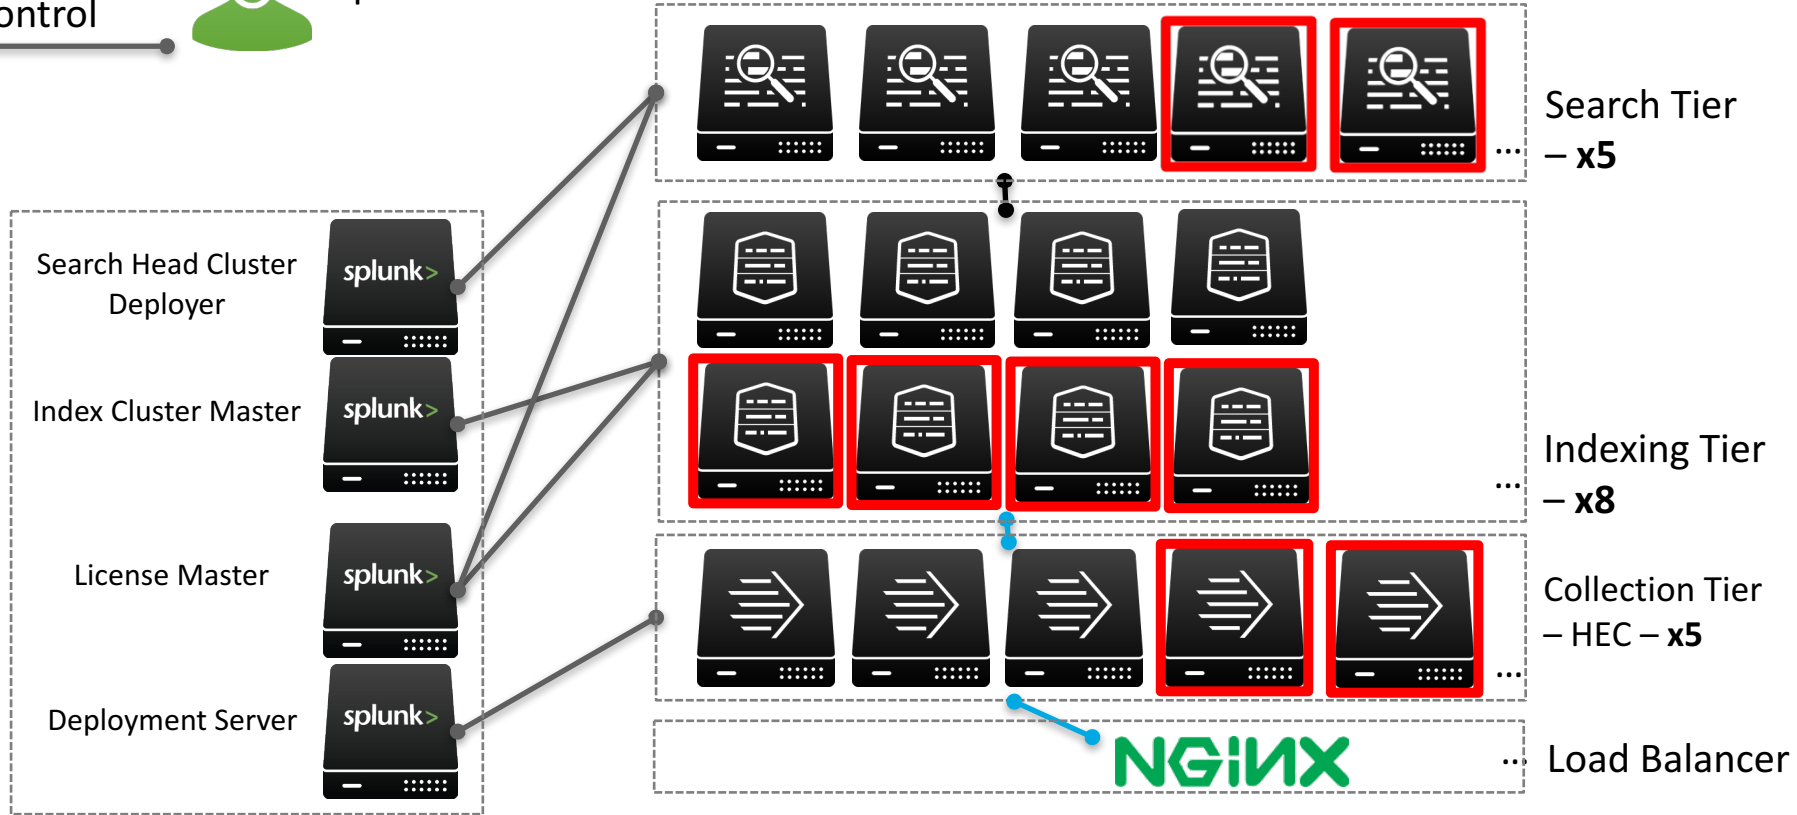 ontrol
Search Tier
– x5
Search Head Cluster
Deployer
splunk>
Index Cluster Master
splunk>
Indexing Tier
– x8
License Master
splunk>
Collection Tier
– HEC – x5
Deployment Server
splunk>
NGiNX
Load Balancer
...
...
...
...